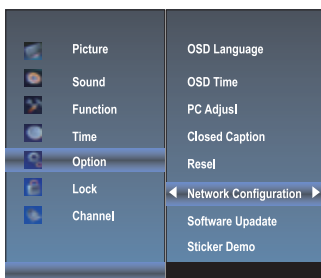 Picture
Sound
Function
Time
Option
Lock
Channel
OSD Language
OSD Time
PC Adjusl
Closed Caption
Resel
Network Configuration
Software Upadate
Sticker Demo